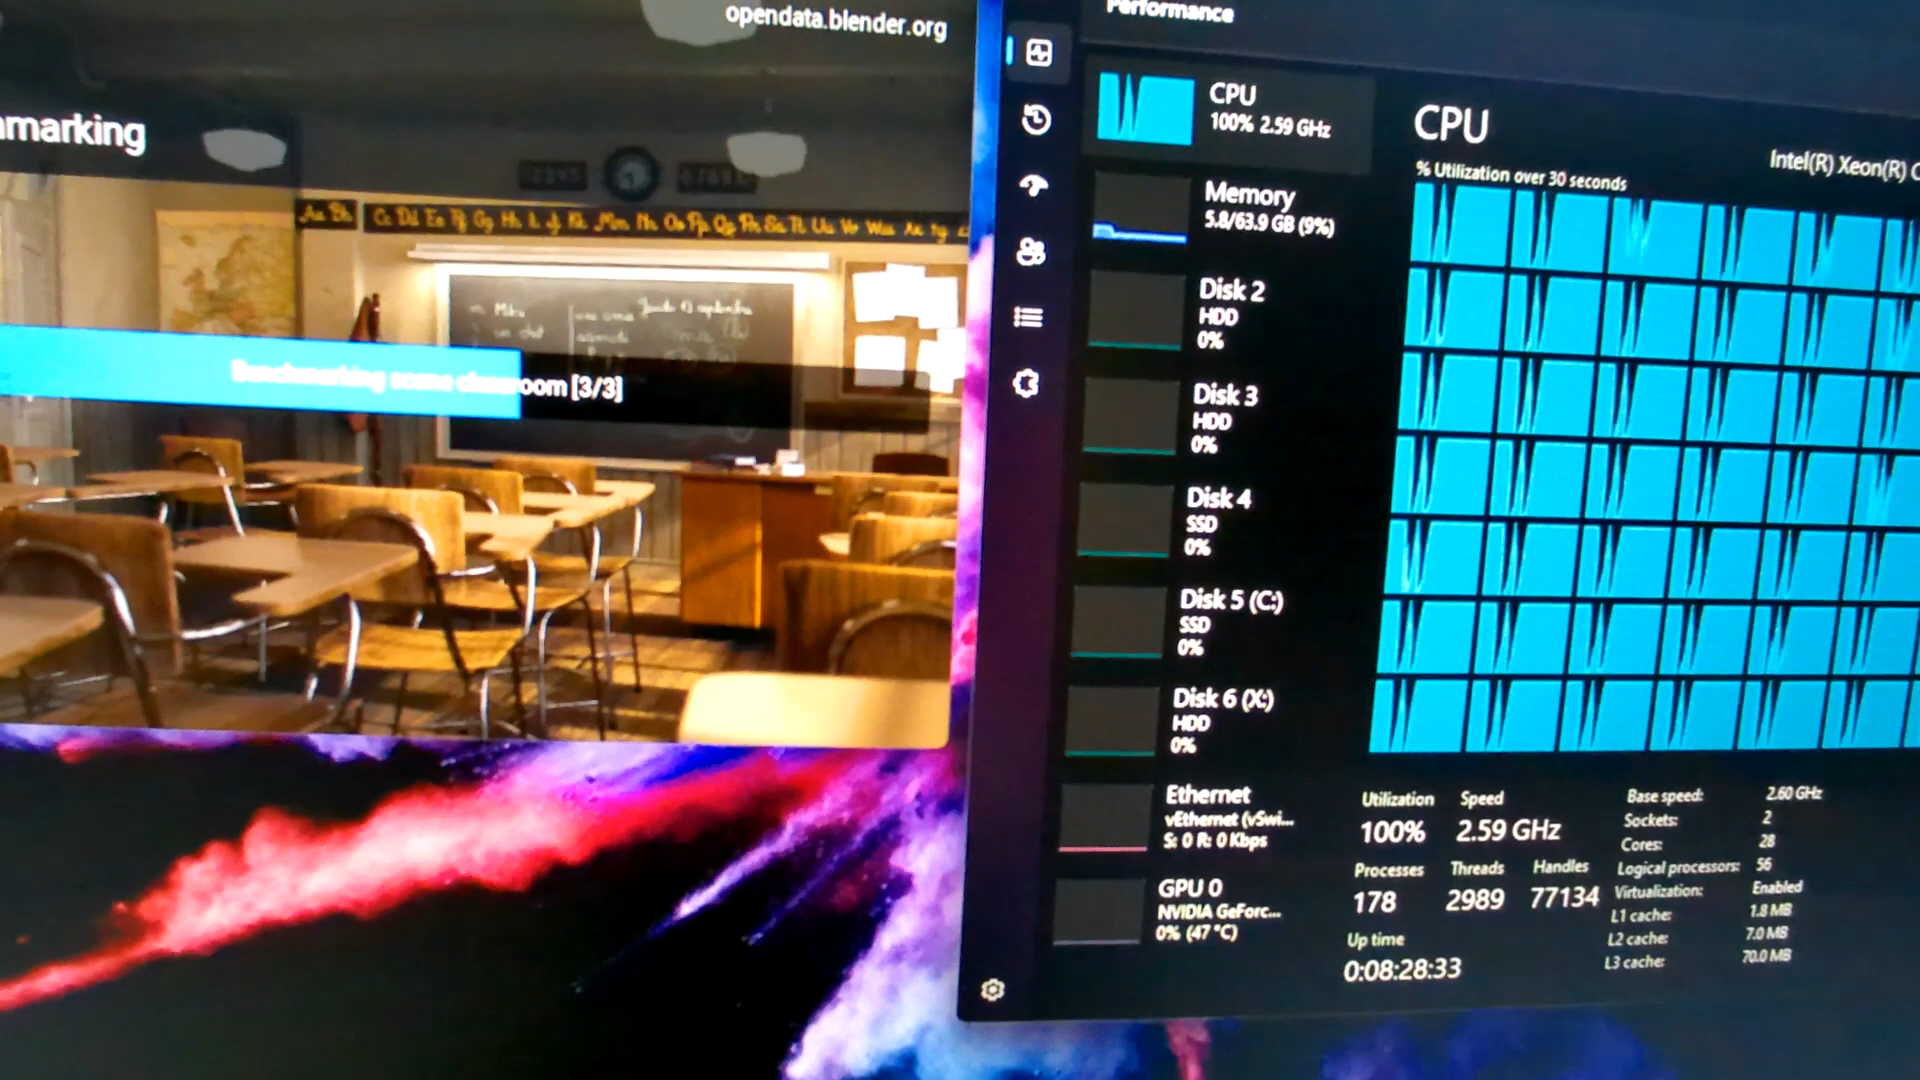 opendata.blender.org
marking
Benchmarking scene classroom [3/3]
Performance
CPU
100% 2.59 GHz
Memory
5.8/63.9 GB (9%)
Disk 2
HDD
0%
Disk 3
HDD
0%
Disk 4
SSD
0%
Disk 5 (C:)
SSD
0%
Disk 6 (X:)
HDD
0%
Ethernet
vEthernet (vSwi...
S: 0 R: 0 Kbps
GPU 0
NVIDIA GeForc...
0% (47 °C)
CPU
Intel(R) Xeon(R) C
% Utilization over 30 seconds
Utilization Speed
100% 2.59 GHz
Processes Threads Handles
178 2989 77134
Up time
0:08:28:33
Base speed: 2.60 GHz
Sockets: 2
Cores: 28
Logical processors: 56
Virtualization: Enabled
L1 cache: 1.8 MB
L2 cache: 7.0 MB
L3 cache: 70.0 MB